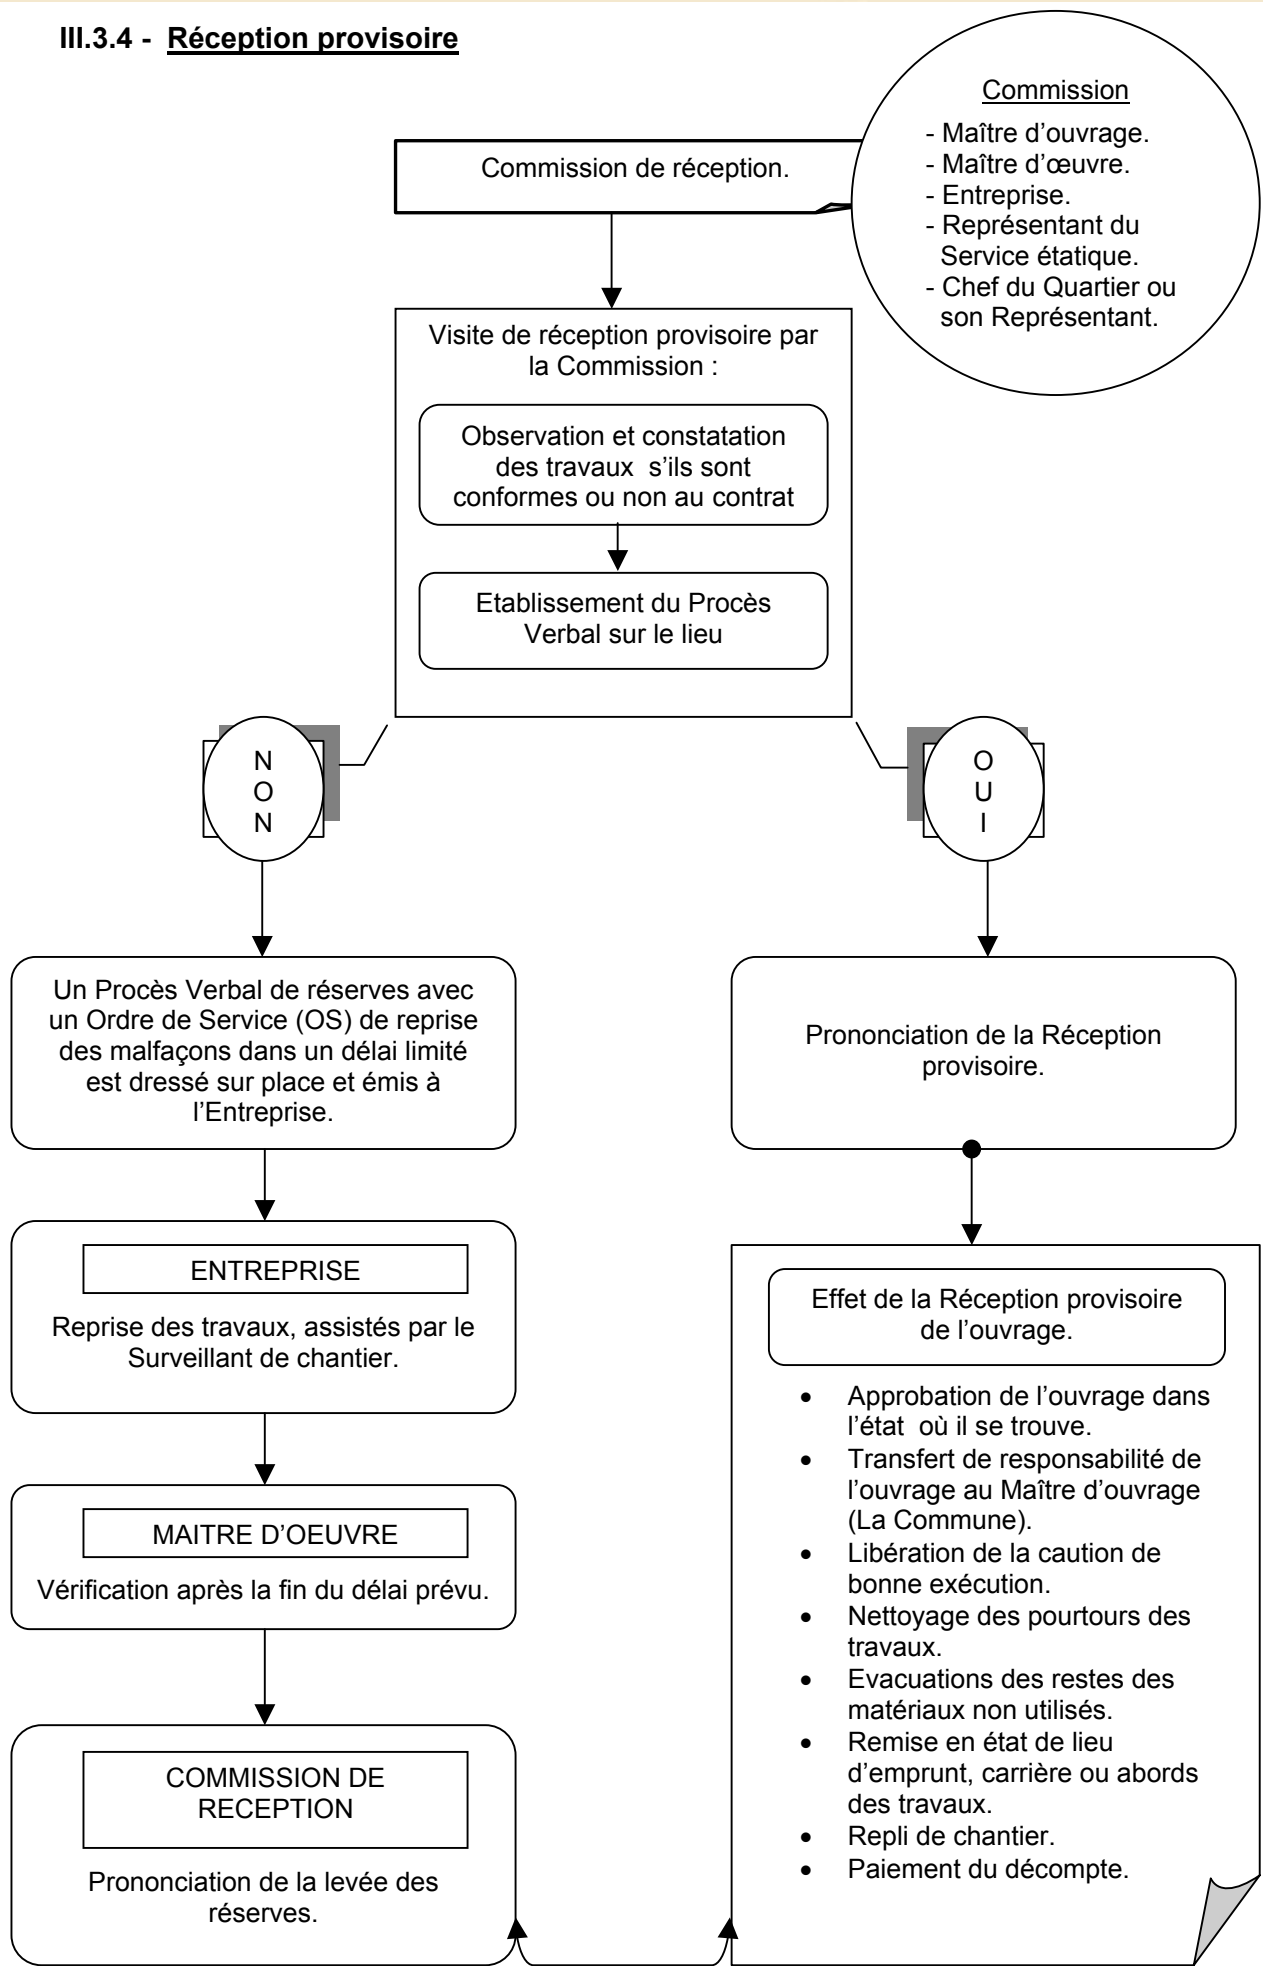 III.3.4 - Réception provisoire
Commission
- Maître d’ouvrage.
- Maître d’œuvre.
- Entreprise.
- Représentant du
Service étatique.
- Chef du Quartier ou
son Représentant.
Commission de réception.
Visite de réception provisoire par
la Commission :
Observation et constatation
des travaux s’ils sont
conformes ou non au contrat
Etablissement du Procès
Verbal sur le lieu
N
O
N
O
U
I
Un Procès Verbal de réserves avec
un Ordre de Service (OS) de reprise
des malfaçons dans un délai limité
est dressé sur place et émis à
l’Entreprise.
Prononciation de la Réception
provisoire.
ENTREPRISE
Reprise des travaux, assistés par le
Surveillant de chantier.
MAITRE D’OEUVRE
Vérification après la fin du délai prévu.
COMMISSION DE
RECEPTION
Prononciation de la levée des
réserves.
Effet de la Réception provisoire
de l’ouvrage.
• Approbation de l’ouvrage dans
l’état où il se trouve.
• Transfert de responsabilité de
l’ouvrage au Maître d’ouvrage
(La Commune).
• Libération de la caution de
bonne exécution.
• Nettoyage des pourtours des
travaux.
• Evacuations des restes des
matériaux non utilisés.
• Remise en état de lieu
d’emprunt, carrière ou abords
des travaux.
• Repli de chantier.
• Paiement du décompte.